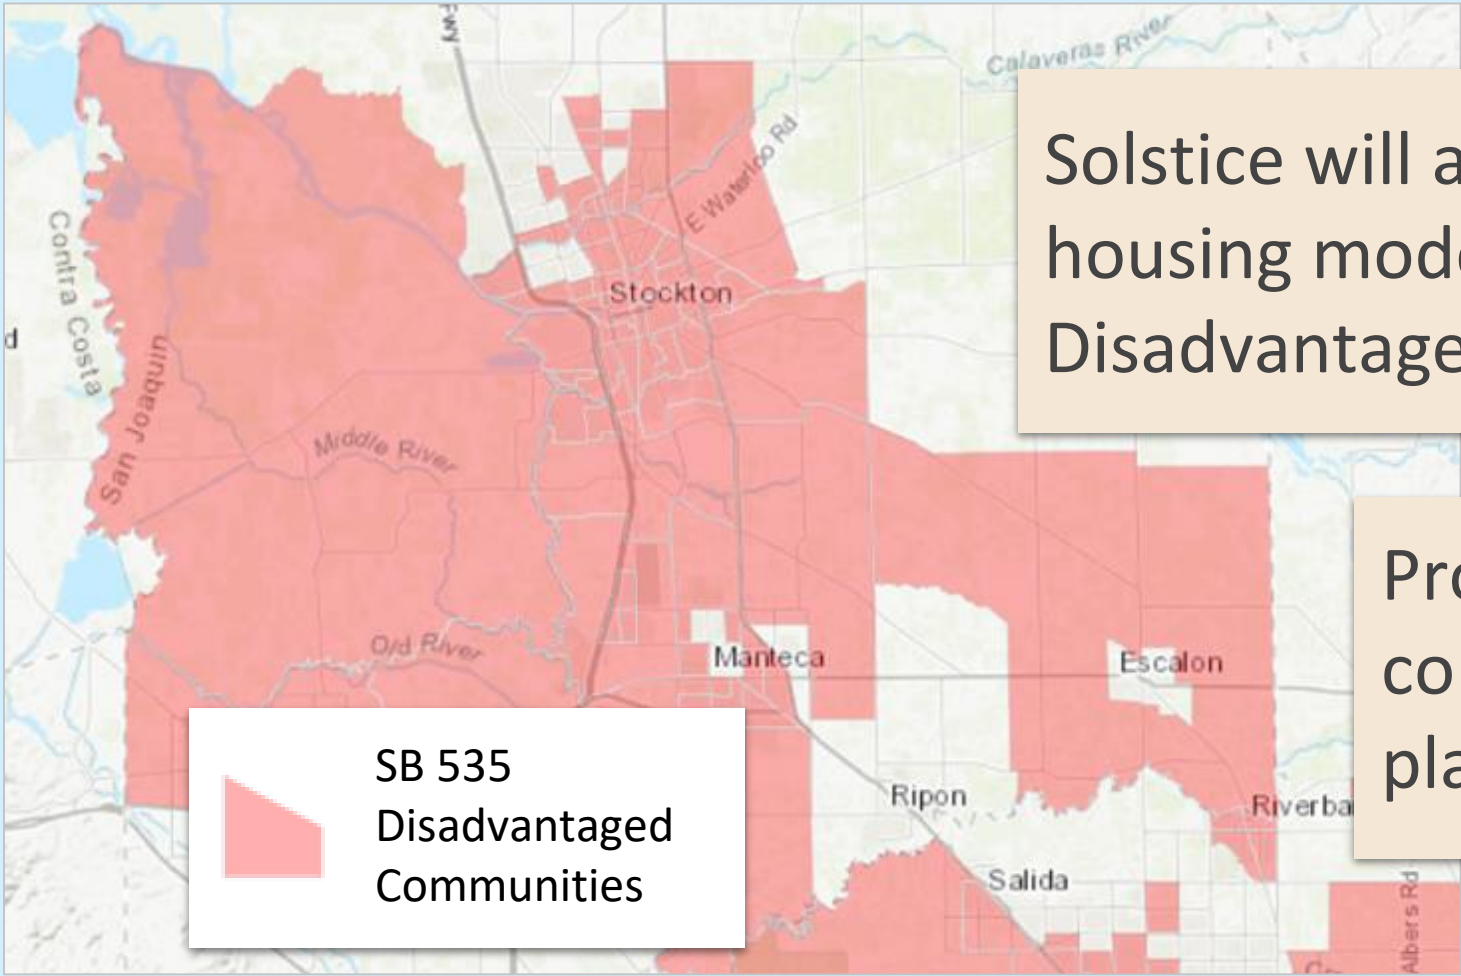 Fwy
Calaveras River
Solstice will a
housing mod
Disadvantage
E Waterloo Rd
Contra Costa
Stockton
d
San Joaquin
Middle River
Pro
co
pla
Old River
Manteca
Escalon
SB 535
Disadvantaged
Communities
Ripon
Riverba
Salida
Albers Rd